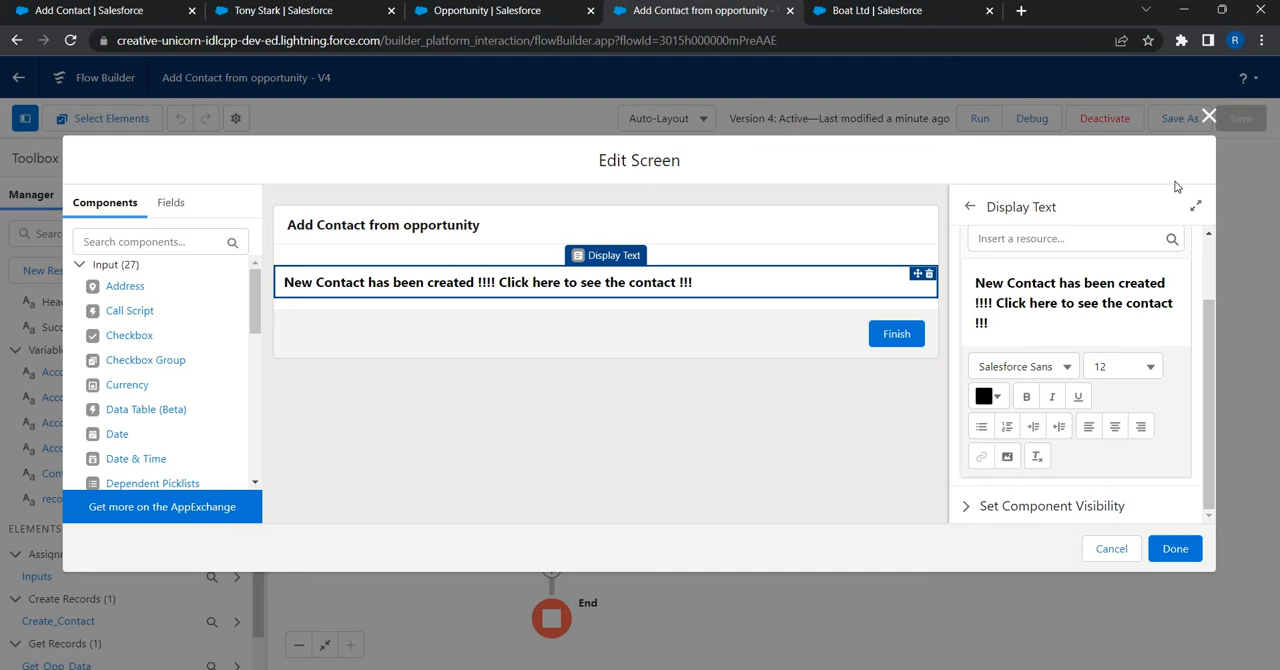 Add Contact | Salesforce
Tony Stark | Salesforce
Opportunity | Salesforce
Add Contact from opportunity -
Boat Ltd | Salesforce
creative-unicorn-idlcpp-dev-ed.lightning.force.com/builder_platform_interaction/flowBuilder.app?flowId=3015h000000mPreAAE
R
Flow Builder
Add Contact from opportunity - V4
?
Select Elements
Auto-Layout
Version 4: Active—Last modified a minute ago
Run
Debug
Deactivate
Save As
Save
Toolbox
Manager
Edit Screen
Components
Fields
Search components...
Input (27)
Address
Call Script
Checkbox
Checkbox Group
Currency
Data Table (Beta)
Date
Date & Time
Dependent Picklists
Get more on the AppExchange
Add Contact from opportunity
Display Text
New Contact has been created !!!! Click here to see the contact !!!
Finish
Display Text
Insert a resource...
New Contact has been created
!!!! Click here to see the contact
!!!
Salesforce Sans
12
B
I
U
Set Component Visibility
Cancel
Done
ELEMENTS
Inputs
Create Records (1)
Create_Contact
Get Records (1)
Get_Opp_Data
End